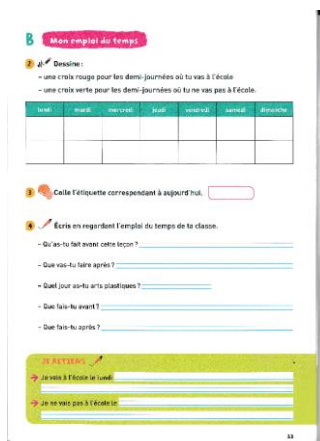 B Mon emploi du temps
2 Dessine :
– une croix rouge pour les demi-journées où tu vas à l'école
– une croix verte pour les demi-journées où tu ne vas pas à l'école.
lundi mardi mercredi jeudi vendredi samedi dimanche
3 Colle l'étiquette correspondant à aujourd'hui.
4 Écris en regardant l'emploi du temps de ta classe.
– Qu'as-tu fait avant cette leçon ?
– Que vas-tu faire après ?
– Quel jour as-tu arts plastiques ?
– Que fais-tu avant ?
– Que fais-tu après ?
JE RETIENS
Je vais à l'école le lundi
Je ne vais pas à l'école le
33